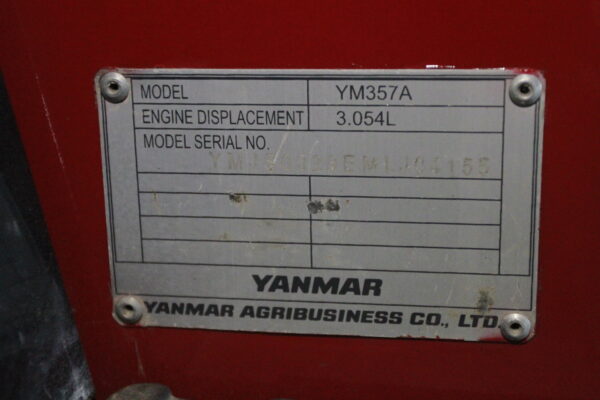 MODEL YM357A
ENGINE DISPLACEMENT 3.054L
MODEL SERIAL NO.
YANMAR
YANMAR AGRIBUSINESS CO., LTD